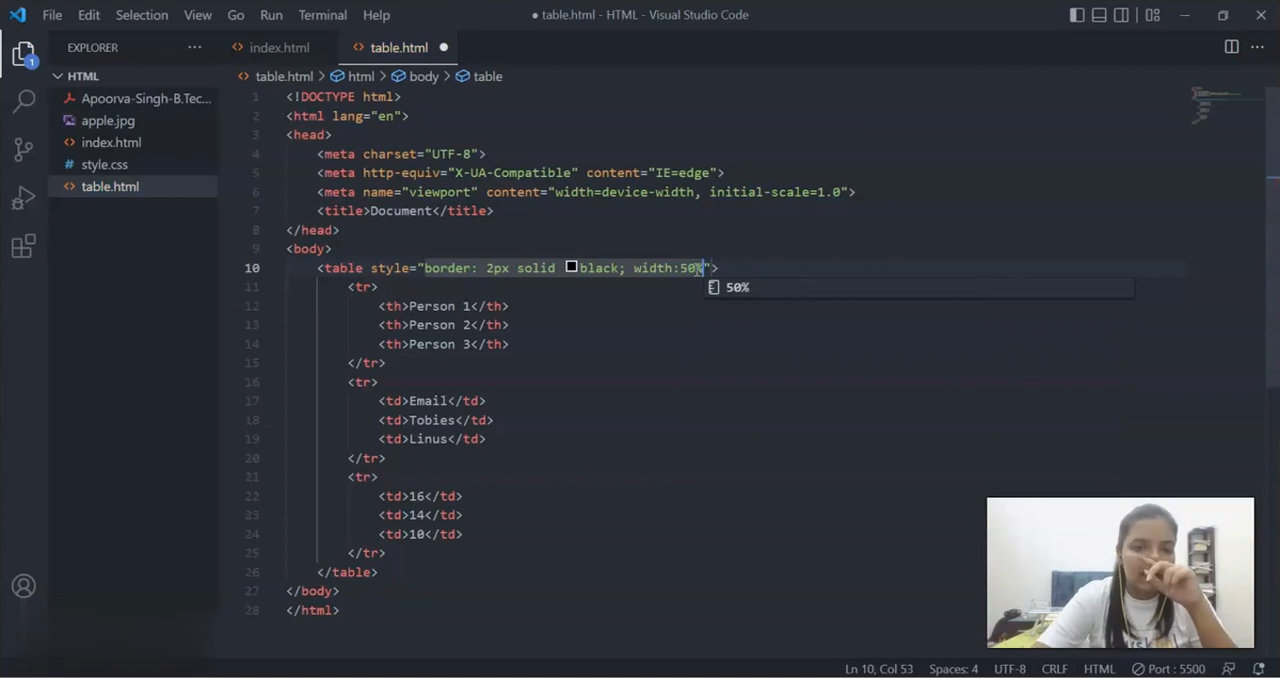 File Edit Selection View Go Run Terminal Help
● table.html - HTML - Visual Studio Code
EXPLORER ···
index.html
table.html ●
1
HTML
Apoorva-Singh-B.Tec...
apple.jpg
index.html
# style.css
table.html
table.html > html > body > table
1 <!DOCTYPE html>
2 <html lang="en">
3 <head>
4 <meta charset="UTF-8">
5 <meta http-equiv="X-UA-Compatible" content="IE=edge">
6 <meta name="viewport" content="width=device-width, initial-scale=1.0">
7 <title>Document</title>
8 </head>
9 <body>
10 <table style="border: 2px solid black; width:50%">
50%
11 <tr>
12 <th>Person 1</th>
13 <th>Person 2</th>
14 <th>Person 3</th>
15 </tr>
16 <tr>
17 <td>Email</td>
18 <td>Tobies</td>
19 <td>Linus</td>
20 </tr>
21 <tr>
22 <td>16</td>
23 <td>14</td>
24 <td>10</td>
25 </tr>
26 </table>
27 </body>
28 </html>
Ln 10, Col 53 Spaces: 4 UTF-8 CRLF HTML Port : 5500